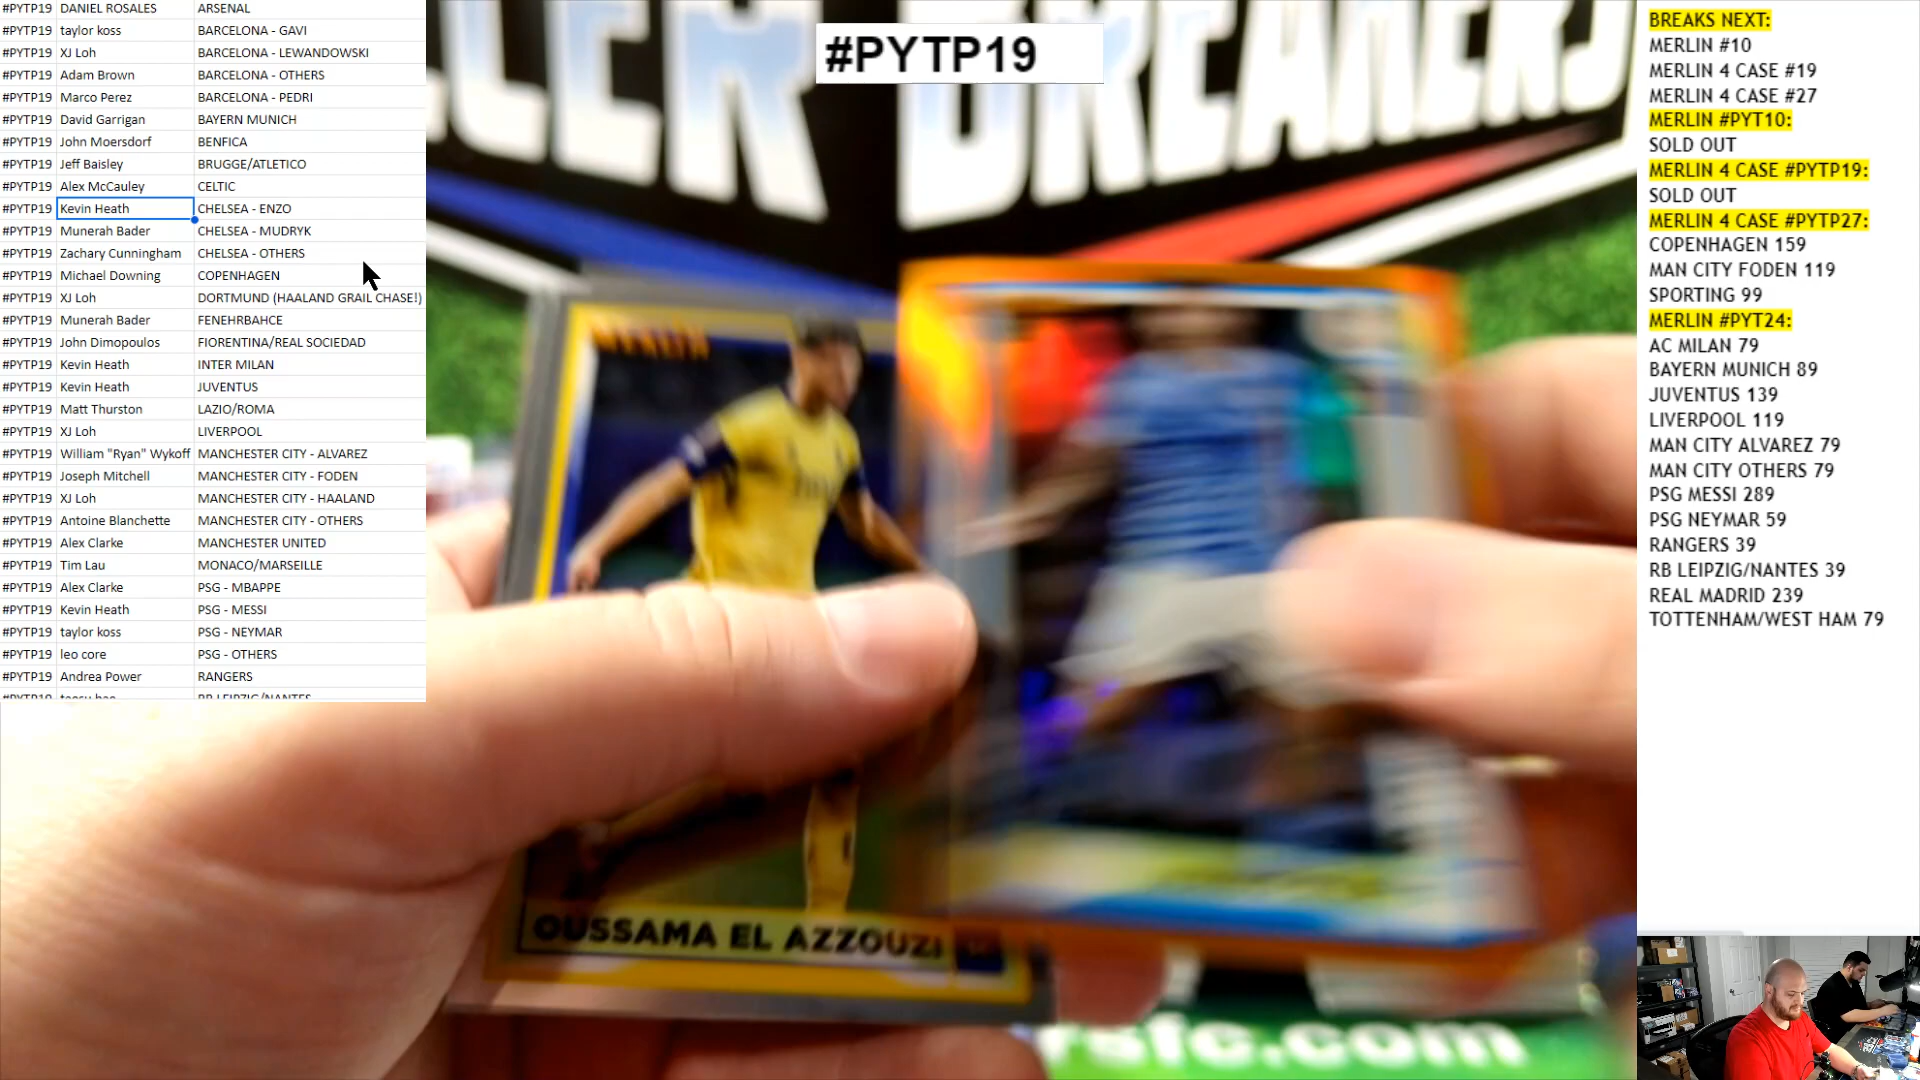 #PYTP19 DANIEL ROSALES ARSENAL
#PYTP19 taylor koss BARCELONA - GAVI
#PYTP19 XJ Loh BARCELONA - LEWANDOWSKI
#PYTP19 Adam Brown BARCELONA - OTHERS
#PYTP19 Marco Perez BARCELONA - PEDRI
#PYTP19 David Garrigan BAYERN MUNICH
#PYTP19 John Moersdorf BENFICA
#PYTP19 Jeff Baisley BRUGGE/ATLETICO
#PYTP19 Alex McCauley CELTIC
#PYTP19 Kevin Heath CHELSEA - ENZO
#PYTP19 Munerah Bader CHELSEA - MUDRYK
#PYTP19 Zachary Cunningham CHELSEA - OTHERS
#PYTP19 Michael Downing COPENHAGEN
#PYTP19 XJ Loh DORTMUND (HAALAND GRAIL CHASE!)
#PYTP19 Munerah Bader FENEHRBAHCE
#PYTP19 John Dimopoulos FIORENTINA/REAL SOCIEDAD
#PYTP19 Kevin Heath INTER MILAN
#PYTP19 Kevin Heath JUVENTUS
#PYTP19 Matt Thurston LAZIO/ROMA
#PYTP19 XJ Loh LIVERPOOL
#PYTP19 William "Ryan" Wykoff MANCHESTER CITY - ALVAREZ
#PYTP19 Joseph Mitchell MANCHESTER CITY - FODEN
#PYTP19 XJ Loh MANCHESTER CITY - HAALAND
#PYTP19 Antoine Blanchette MANCHESTER CITY - OTHERS
#PYTP19 Alex Clarke MANCHESTER UNITED
#PYTP19 Tim Lau MONACO/MARSEILLE
#PYTP19 Alex Clarke PSG - MBAPPE
#PYTP19 Kevin Heath PSG - MESSI
#PYTP19 taylor koss PSG - NEYMAR
#PYTP19 leo core PSG - OTHERS
#PYTP19 Andrea Power RANGERS
#PYTP19 RB LEIPZIG/NANTES
#PYTP19
BREAKERS
MERLIN
OUSSAMA EL AZZOUZI
rsfc.com
BREAKS NEXT:
MERLIN #10
MERLIN 4 CASE #19
MERLIN 4 CASE #27
MERLIN #PYT10:
SOLD OUT
MERLIN 4 CASE #PYTP19:
SOLD OUT
MERLIN 4 CASE #PYTP27:
COPENHAGEN 159
MAN CITY FODEN 119
SPORTING 99
MERLIN #PYT24:
AC MILAN 79
BAYERN MUNICH 89
JUVENTUS 139
LIVERPOOL 119
MAN CITY ALVAREZ 79
MAN CITY OTHERS 79
PSG MESSI 289
PSG NEYMAR 59
RANGERS 39
RB LEIPZIG/NANTES 39
REAL MADRID 239
TOTTENHAM/WEST HAM 79